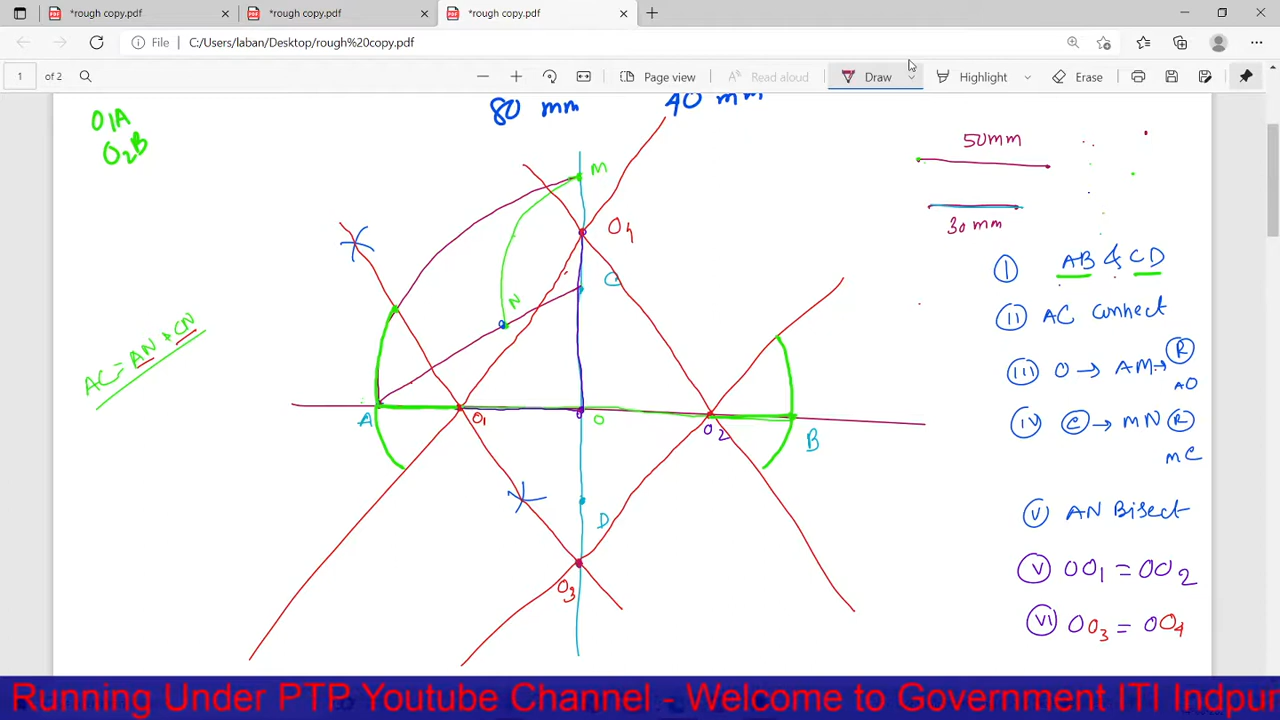 *rough copy.pdf
*rough copy.pdf
*rough copy.pdf
File C:/Users/laban/Desktop/rough%20copy.pdf
1 of 2
Page view
Read aloud
Draw
Highlight
Erase
80 mm 40 mm
O1A
O2B
50mm
30mm
M
O4
C
N
AC = AN + CN
A
O1
O
O2
B
D
O3
I AB & CD
II AC Connect
III O → AM → R
AO
IV C → MN R
MC
V AN Bisect
V OO1 = OO2
VI OO3 = OO4
Running Under PTP Youtube Channel - Welcome to Government ITI Indpur